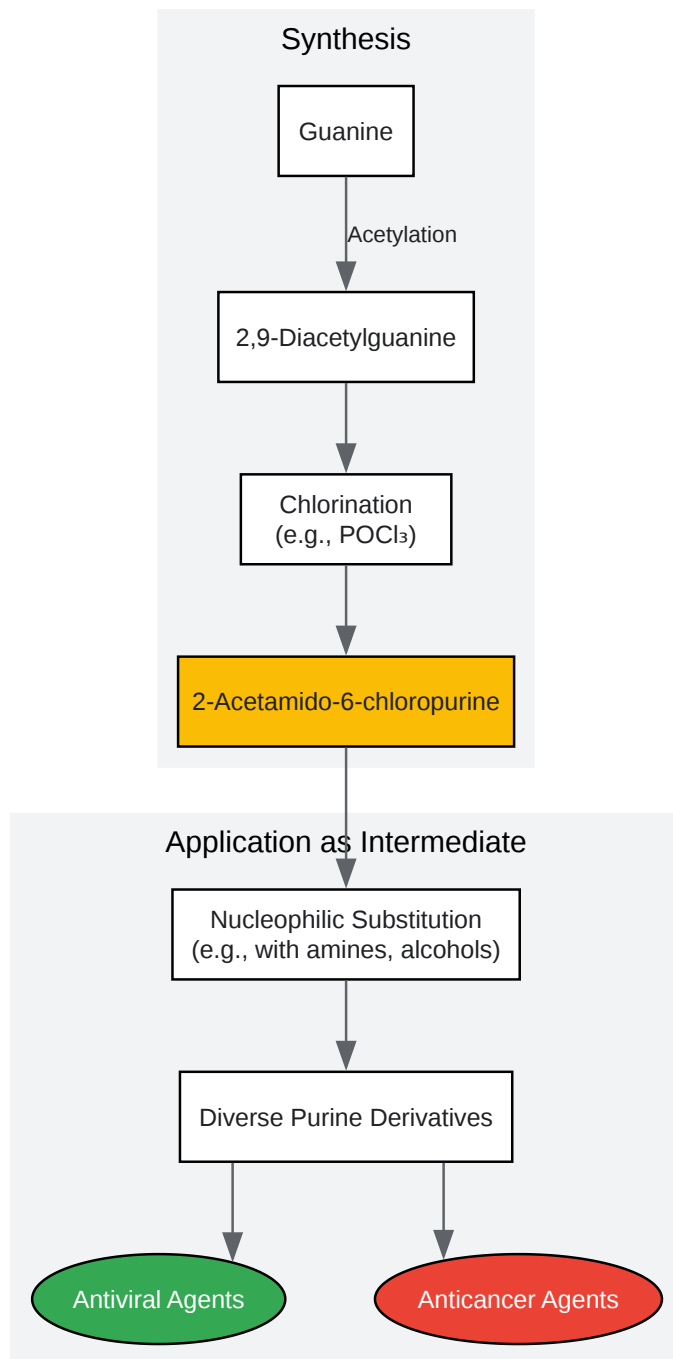 Synthesis
Guanine
Acetylation
2,9-Diacetylguanine
Chlorination
(e.g., POCl₃)
2-Acetamido-6-chloropurine
Application as Intermediate
Nucleophilic Substitution
(e.g., with amines, alcohols)
Diverse Purine Derivatives
Antiviral Agents
Anticancer Agents